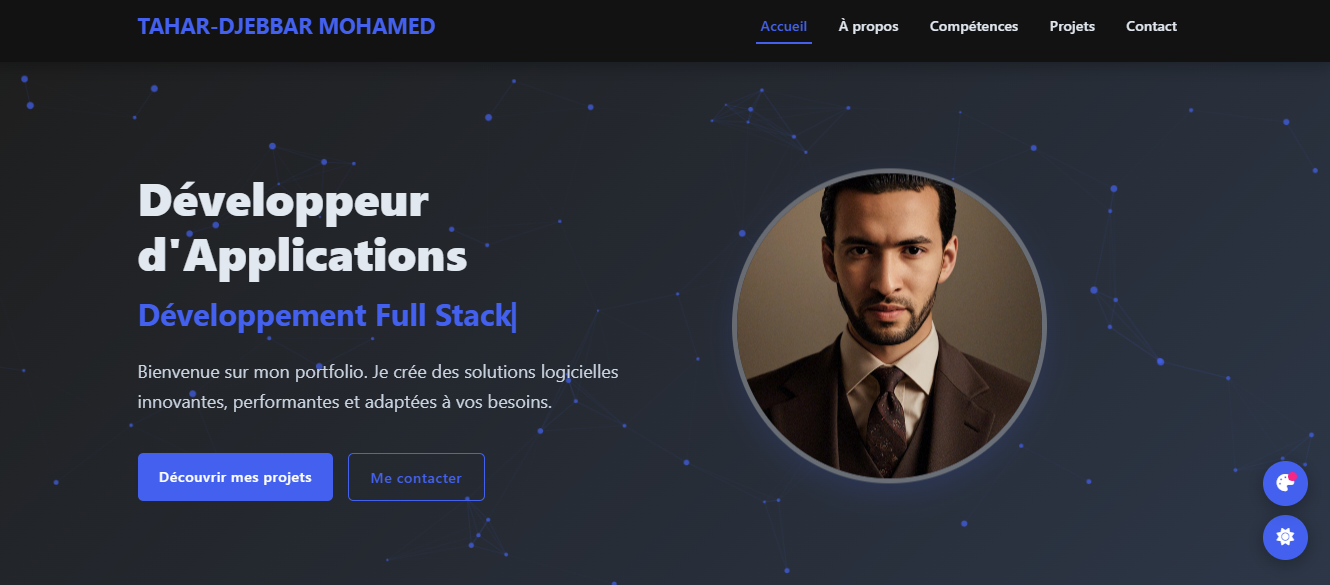 TAHAR-DJEBBAR MOHAMED
Accueil
À propos
Compétences
Projets
Contact
Développeur
d'Applications
Développement Full Stack|
Bienvenue sur mon portfolio. Je crée des solutions logicielles
innovantes, performantes et adaptées à vos besoins.
Découvrir mes projets
Me contacter